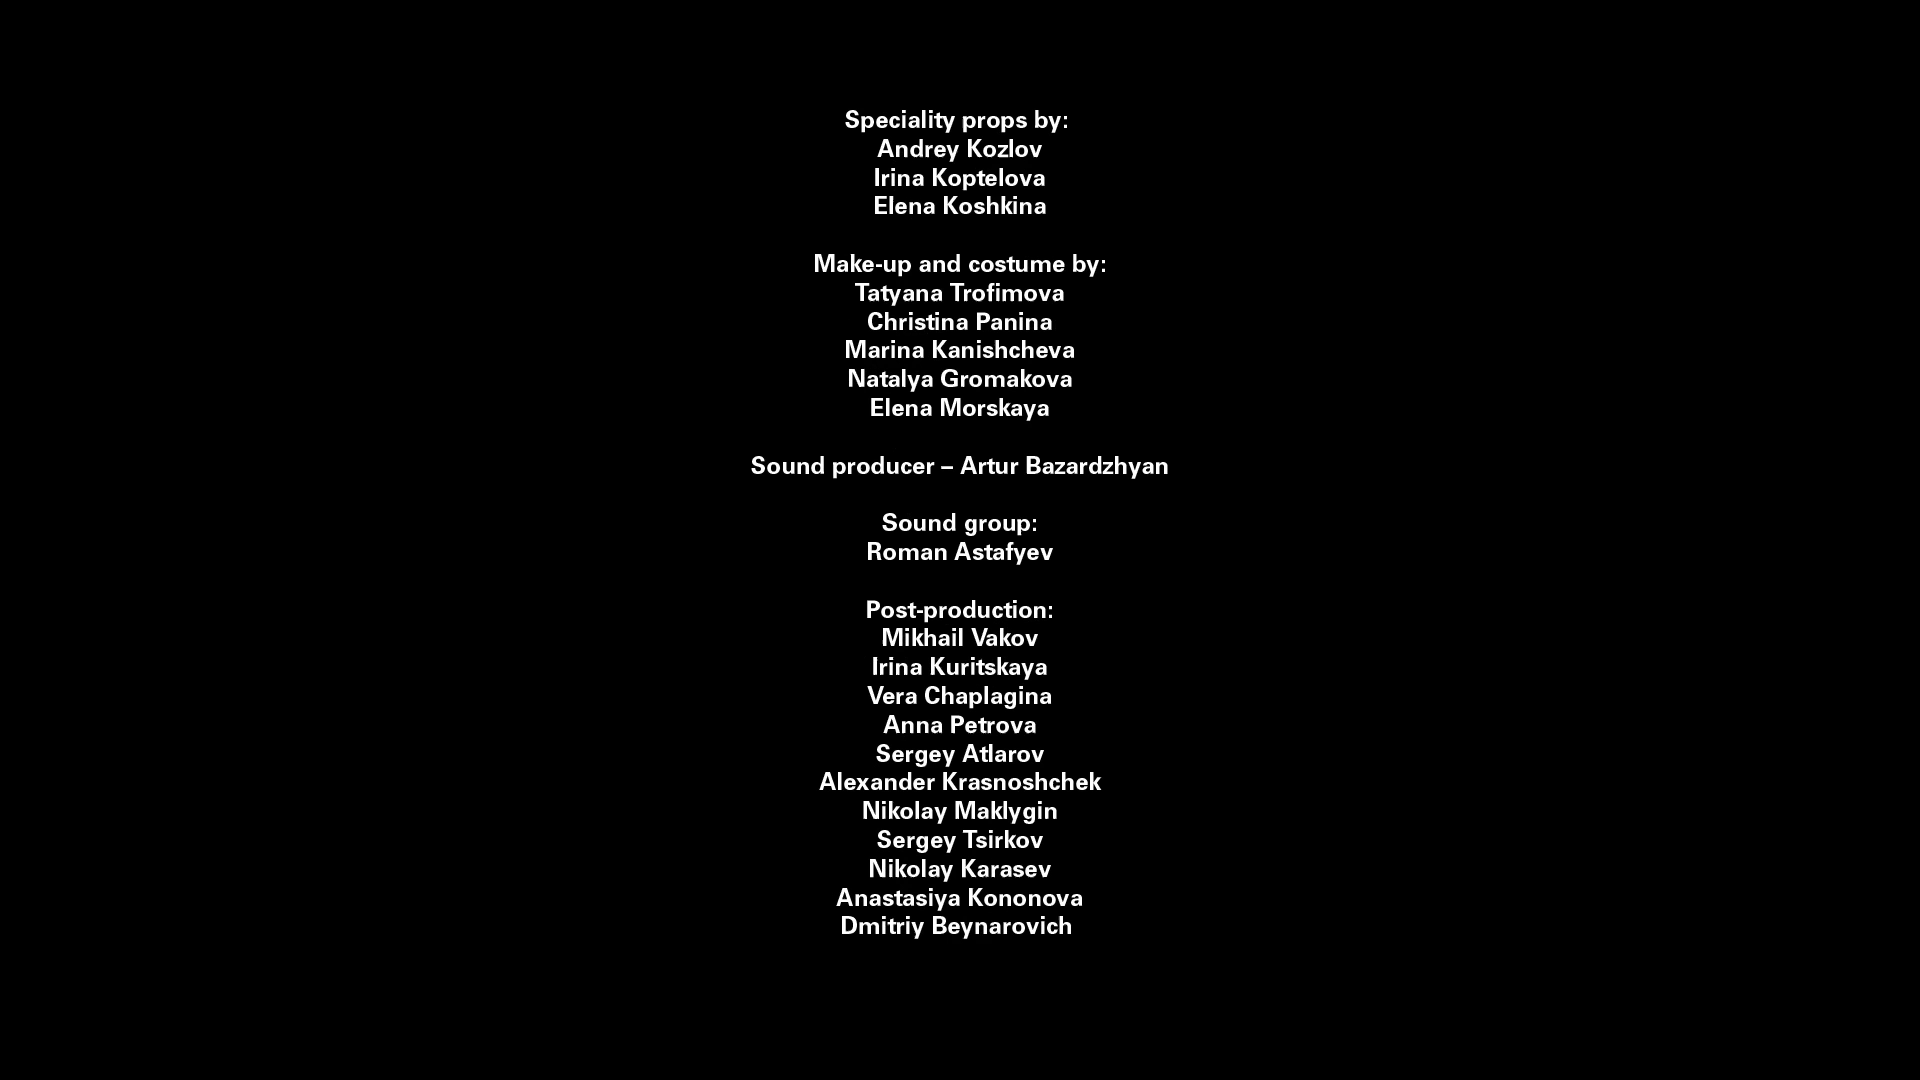 Speciality props by:
Andrey Kozlov
Irina Koptelova
Elena Koshkina
Make-up and costume by:
Tatyana Trofimova
Christina Panina
Marina Kanishcheva
Natalya Gromakova
Elena Morskaya
Sound producer – Artur Bazardzhyan
Sound group:
Roman Astafyev
Post-production:
Mikhail Vakov
Irina Kuritskaya
Vera Chaplagina
Anna Petrova
Sergey Atlarov
Alexander Krasnoshchek
Nikolay Maklygin
Sergey Tsirkov
Nikolay Karasev
Anastasiya Kononova
Dmitriy Beynarovich